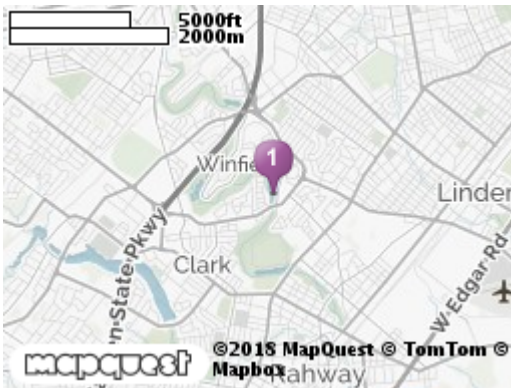 5000ft
2000m
1
Winfie
Linden
n State Pkwy
Clark
W Edgar Rd
mapquest
©2018 MapQuest © TomTom ©
Mapbox
Rahway